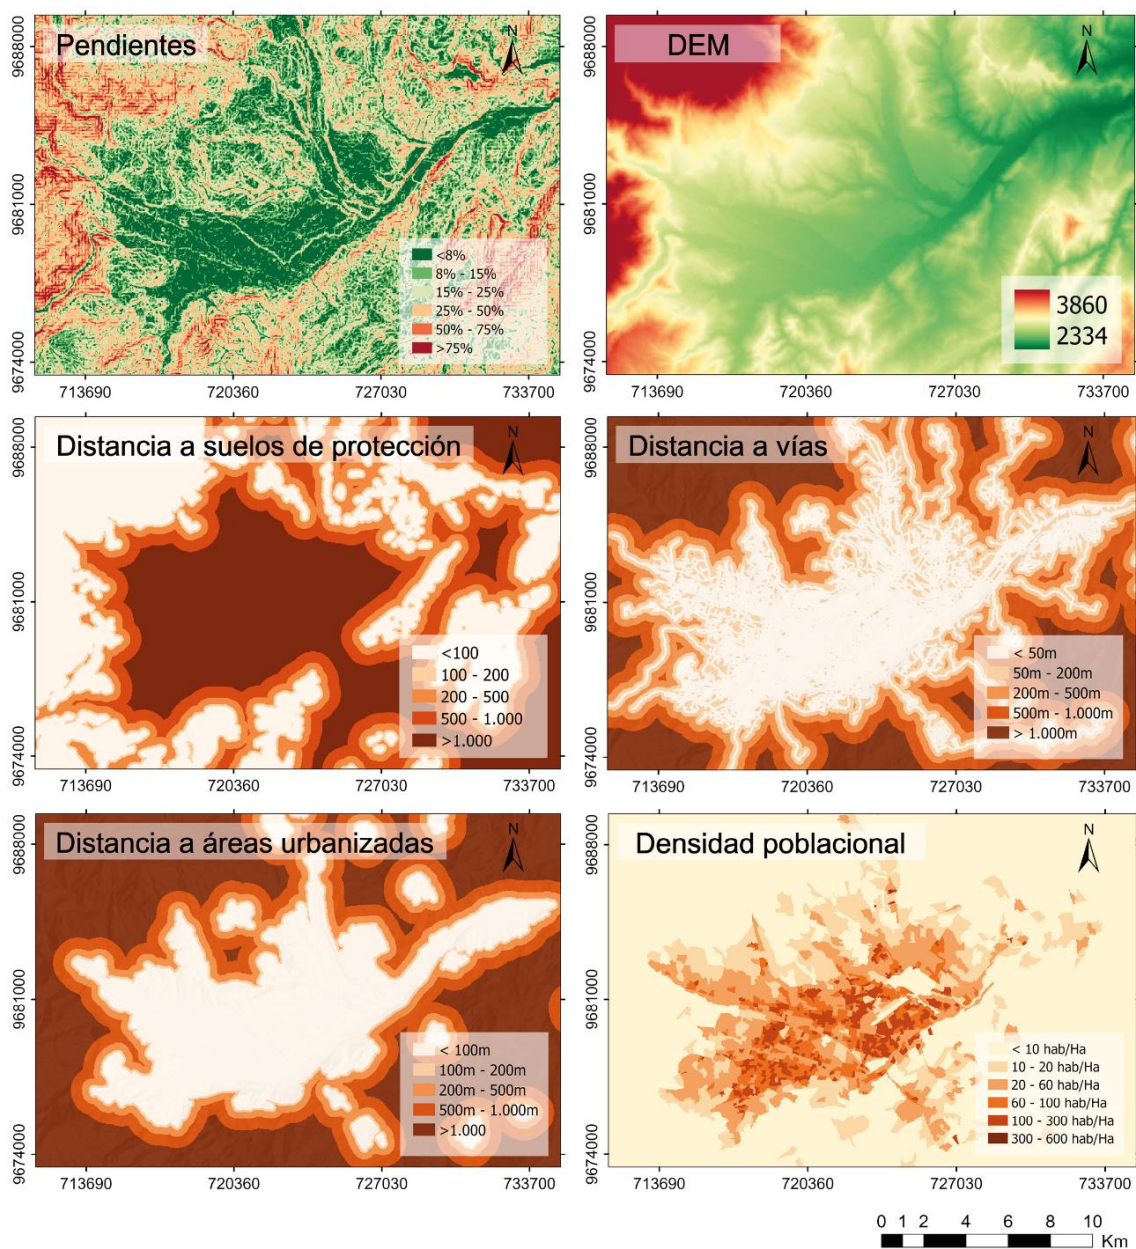 Pendientes
N
9688000
9681000
9674000
<8%
8% - 15%
15% - 25%
25% - 50%
50% - 75%
>75%
713690 720360 727030 733700
DEM
N
9688000
9681000
9674000
3860
2334
713690 720360 727030 733700
Distancia a suelos de protección
N
9688000
9681000
9674000
<100
100 - 200
200 - 500
500 - 1.000
>1.000
713690 720360 727030 733700
Distancia a vías
N
9688000
9681000
9674000
< 50m
50m - 200m
200m - 500m
500m - 1.000m
> 1.000m
713690 720360 727030 733700
Distancia a áreas urbanizadas
N
9688000
9681000
9674000
< 100m
100m - 200m
200m - 500m
500m - 1.000m
>1.000
713690 720360 727030 733700
Densidad poblacional
N
9688000
9681000
9674000
< 10 hab/Ha
10 - 20 hab/Ha
20 - 60 hab/Ha
60 - 100 hab/Ha
100 - 300 hab/Ha
300 - 600 hab/Ha
713690 720360 727030 733700
0 1 2 4 6 8 10
Km